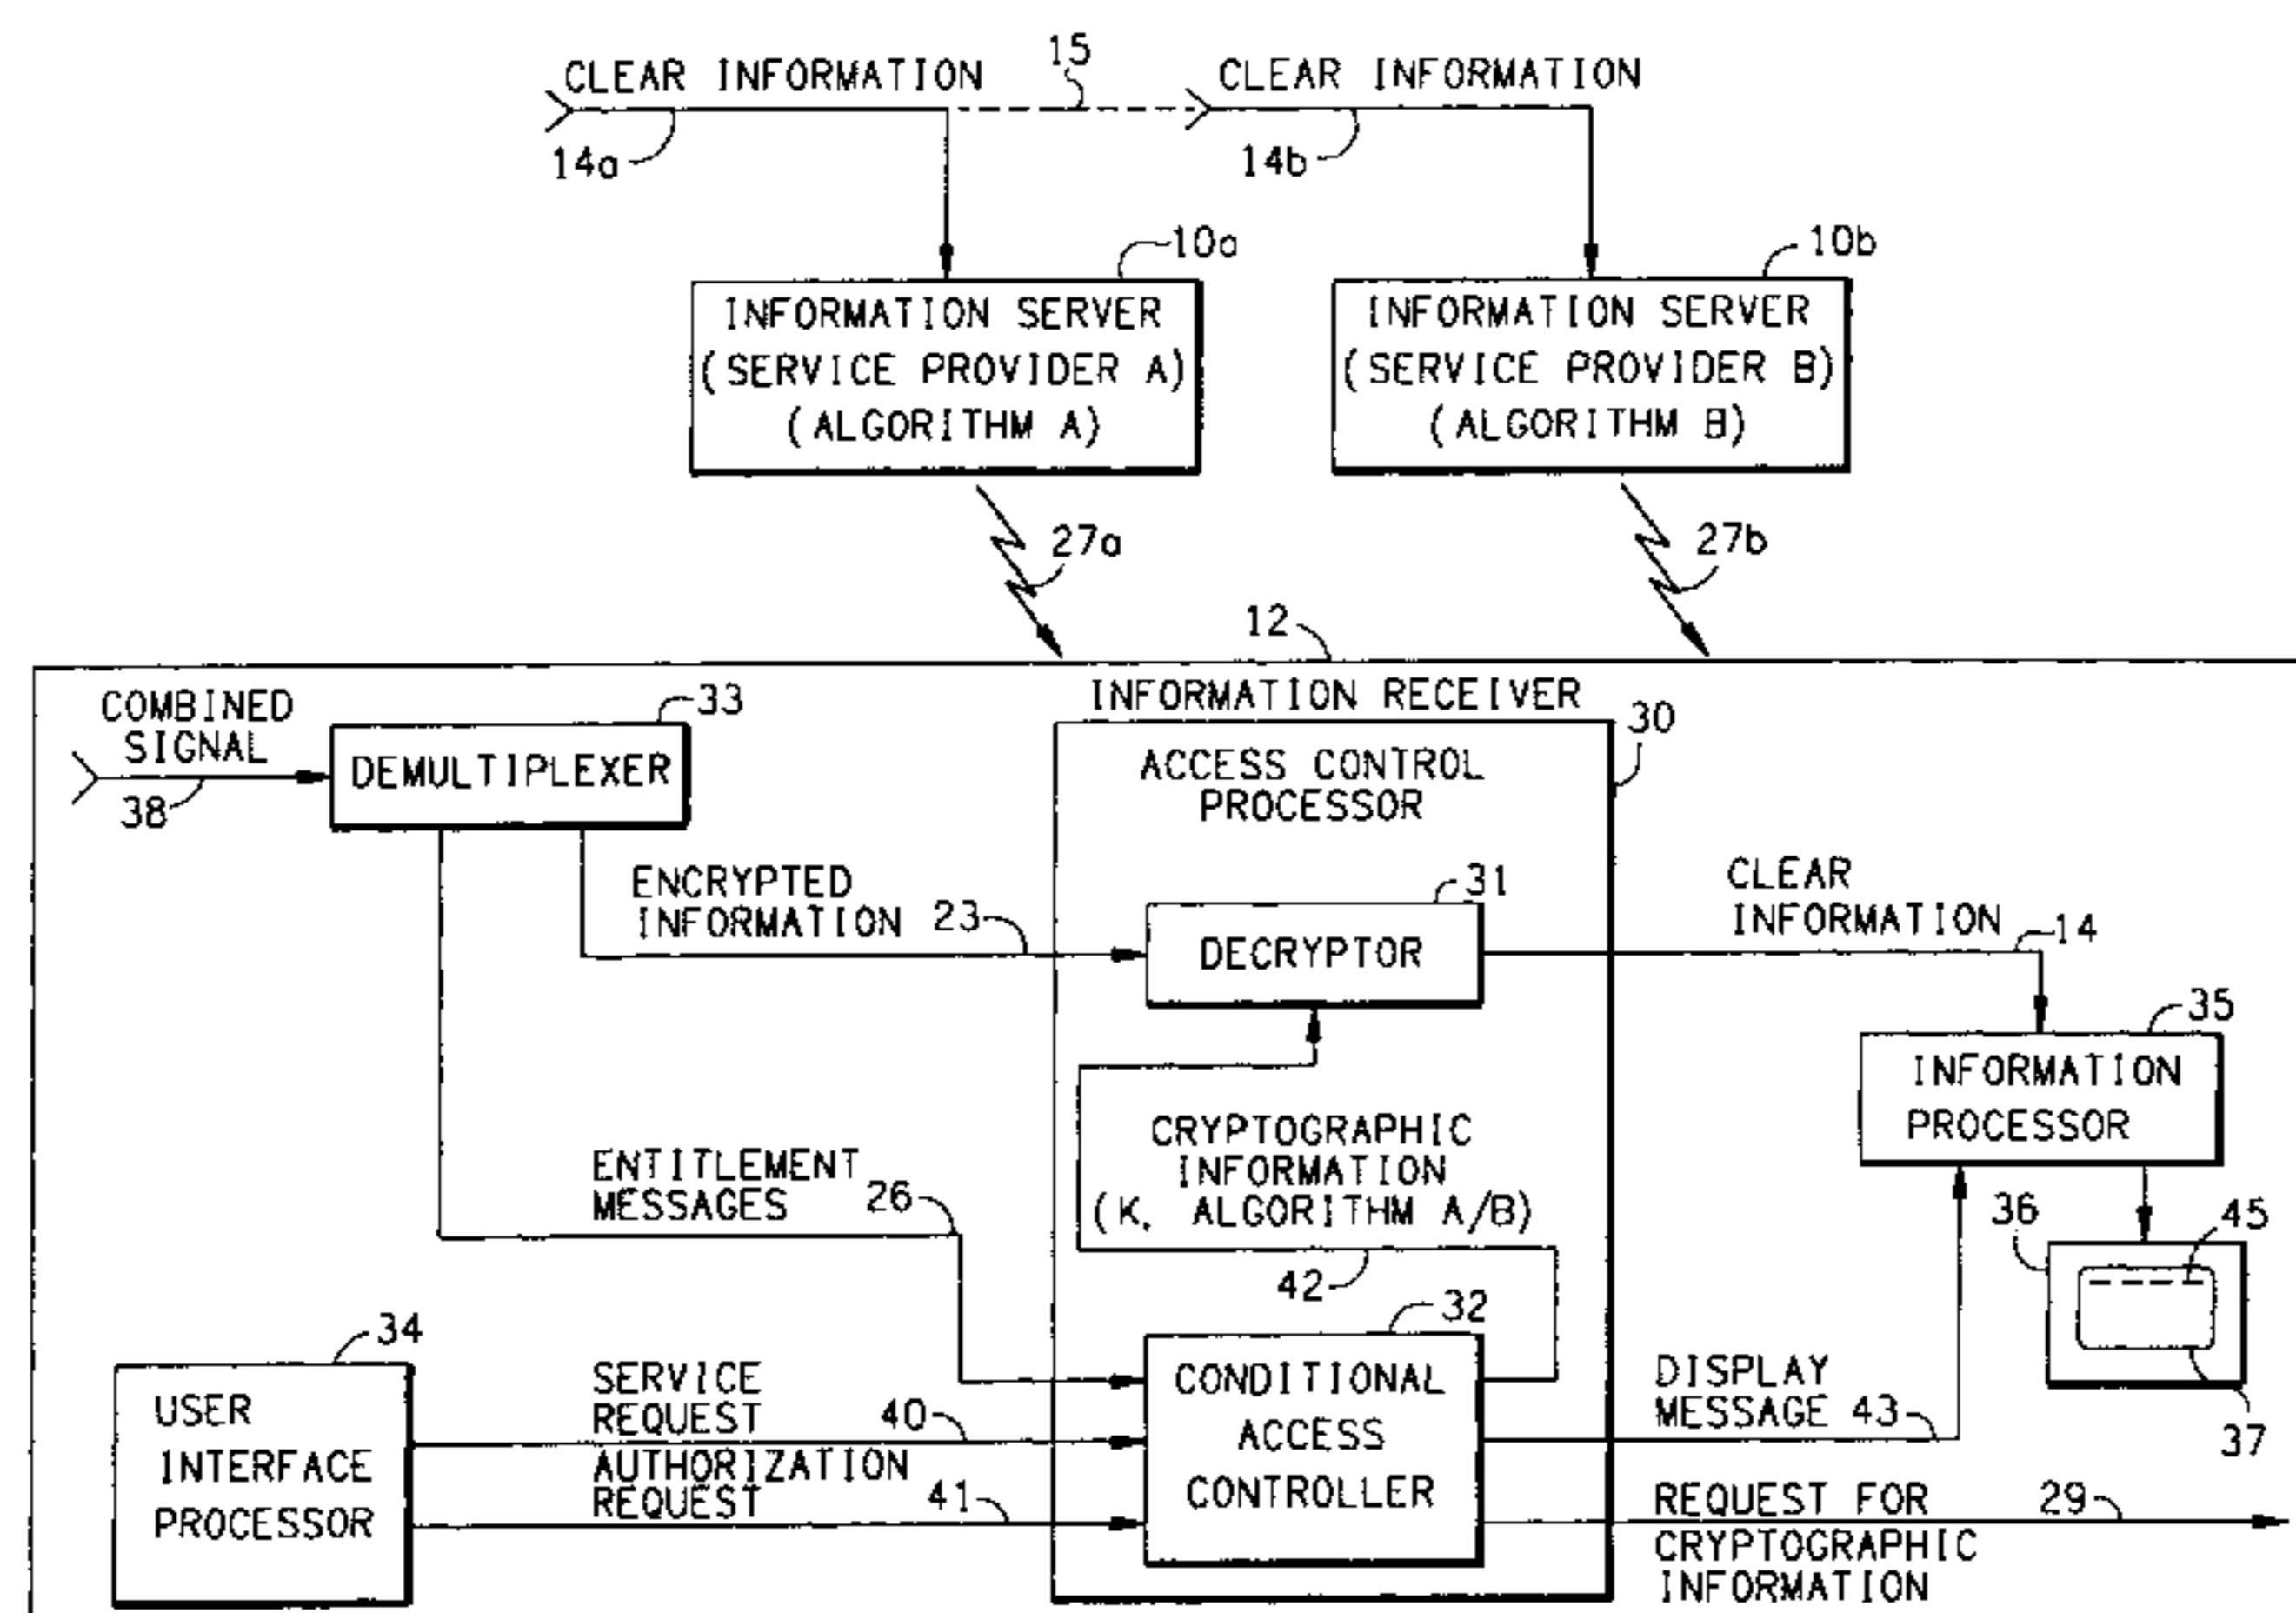 CLEAR INFORMATION
15
CLEAR INFORMATION
14a
14b
10a
10b
INFORMATION SERVER
(SERVICE PROVIDER A)
(ALGORITHM A)
INFORMATION SERVER
(SERVICE PROVIDER B)
(ALGORITHM B)
27a
27b
12
INFORMATION RECEIVER
COMBINED
SIGNAL
38
33
DEMULTIPLEXER
30
ACCESS CONTROL
PROCESSOR
ENCRYPTED
INFORMATION
23
31
DECRYPTOR
CLEAR
INFORMATION
14
35
INFORMATION
PROCESSOR
CRYPTOGRAPHIC
INFORMATION
(K, ALGORITHM A/B)
42
ENTITLEMENT
MESSAGES
26
36
45
37
34
USER
INTERFACE
PROCESSOR
SERVICE
REQUEST
40
AUTHORIZATION
REQUEST
41
32
CONDITIONAL
ACCESS
CONTROLLER
DISPLAY
MESSAGE 43
REQUEST FOR
CRYPTOGRAPHIC
INFORMATION
29